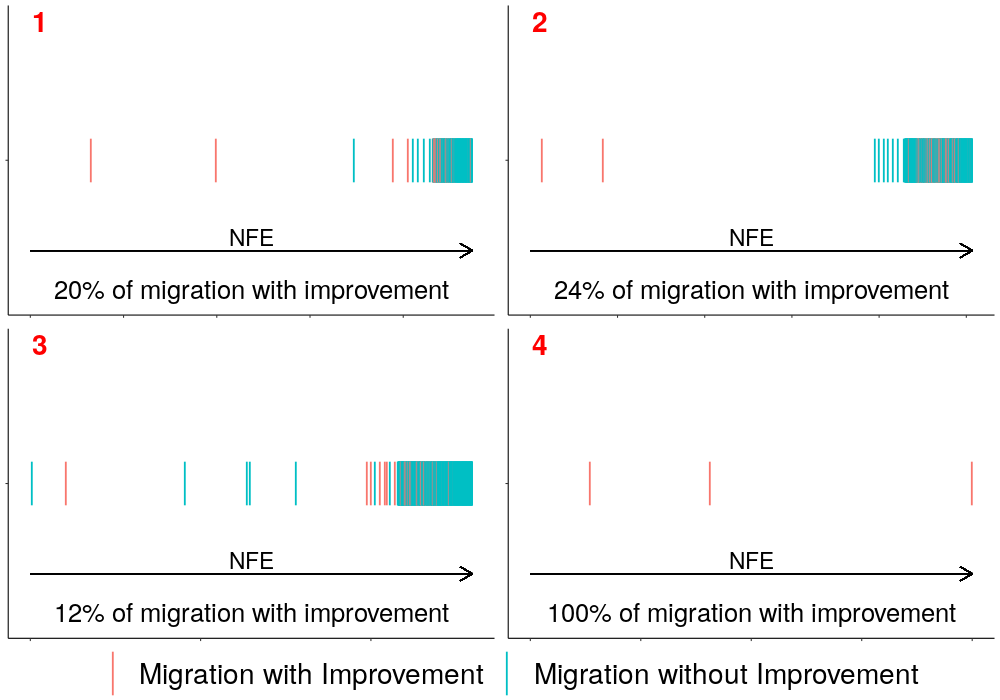 1
NFE
20% of migration with improvement
2
NFE
24% of migration with improvement
3
NFE
12% of migration with improvement
4
NFE
100% of migration with improvement
Migration with Improvement
Migration without Improvement